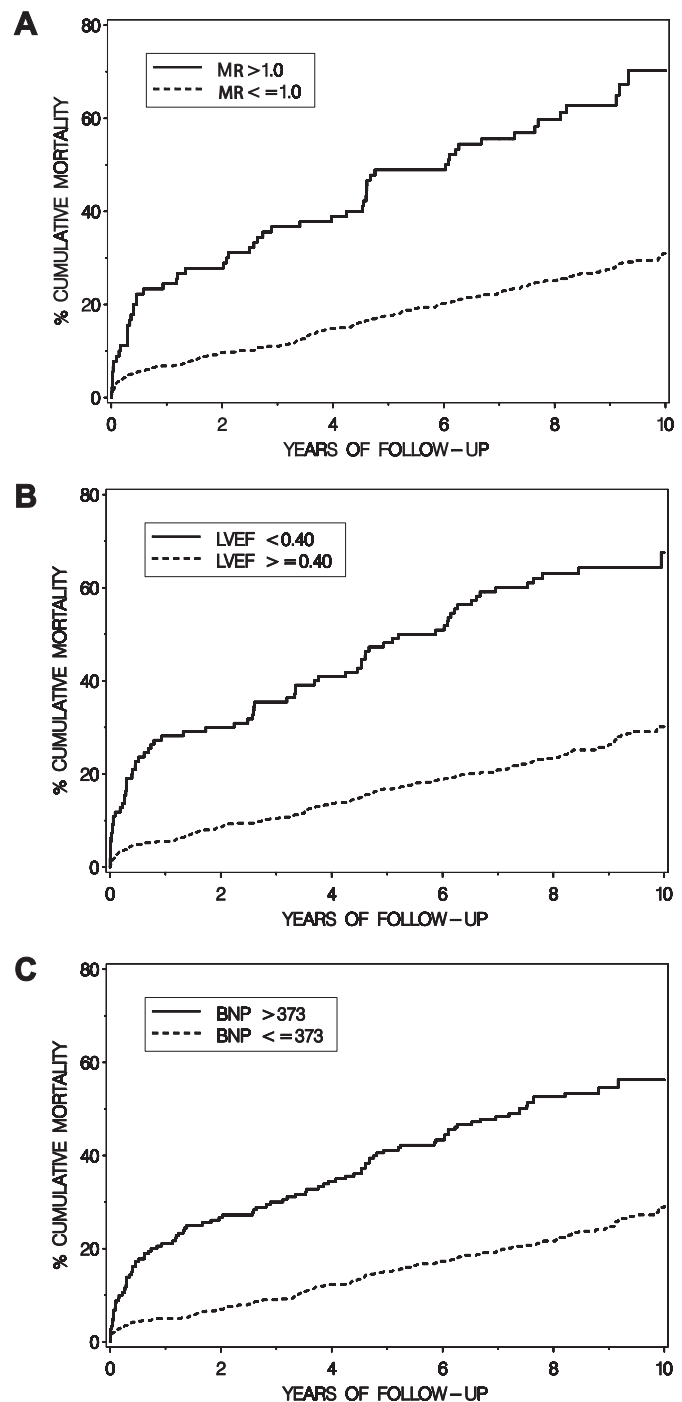 A
80
60
40
20
0
% CUMULATIVE MORTALITY
MR>1.0
MR<=1.0
0 2 4 6 8 10
YEARS OF FOLLOW-UP
B
80
60
40
20
0
% CUMULATIVE MORTALITY
LVEF <0.40
LVEF >=0.40
0 2 4 6 8 10
YEARS OF FOLLOW-UP
C
80
60
40
20
0
% CUMULATIVE MORTALITY
BNP >373
BNP <=373
0 2 4 6 8 10
YEARS OF FOLLOW-UP